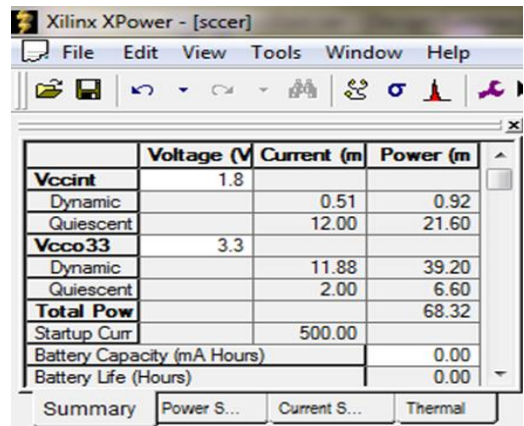 Xilinx XPower - [sccer]
File Edit View Tools Window Help
Voltage (V Current (m Power (m
Vccint 1.8
Dynamic 0.51 0.92
Quiescent 12.00 21.60
Vcco33 3.3
Dynamic 11.88 39.20
Quiescent 2.00 6.60
Total Pow 68.32
Startup Curr 500.00
Battery Capacity (mA Hours) 0.00
Battery Life (Hours) 0.00
Summary Power S... Current S... Thermal